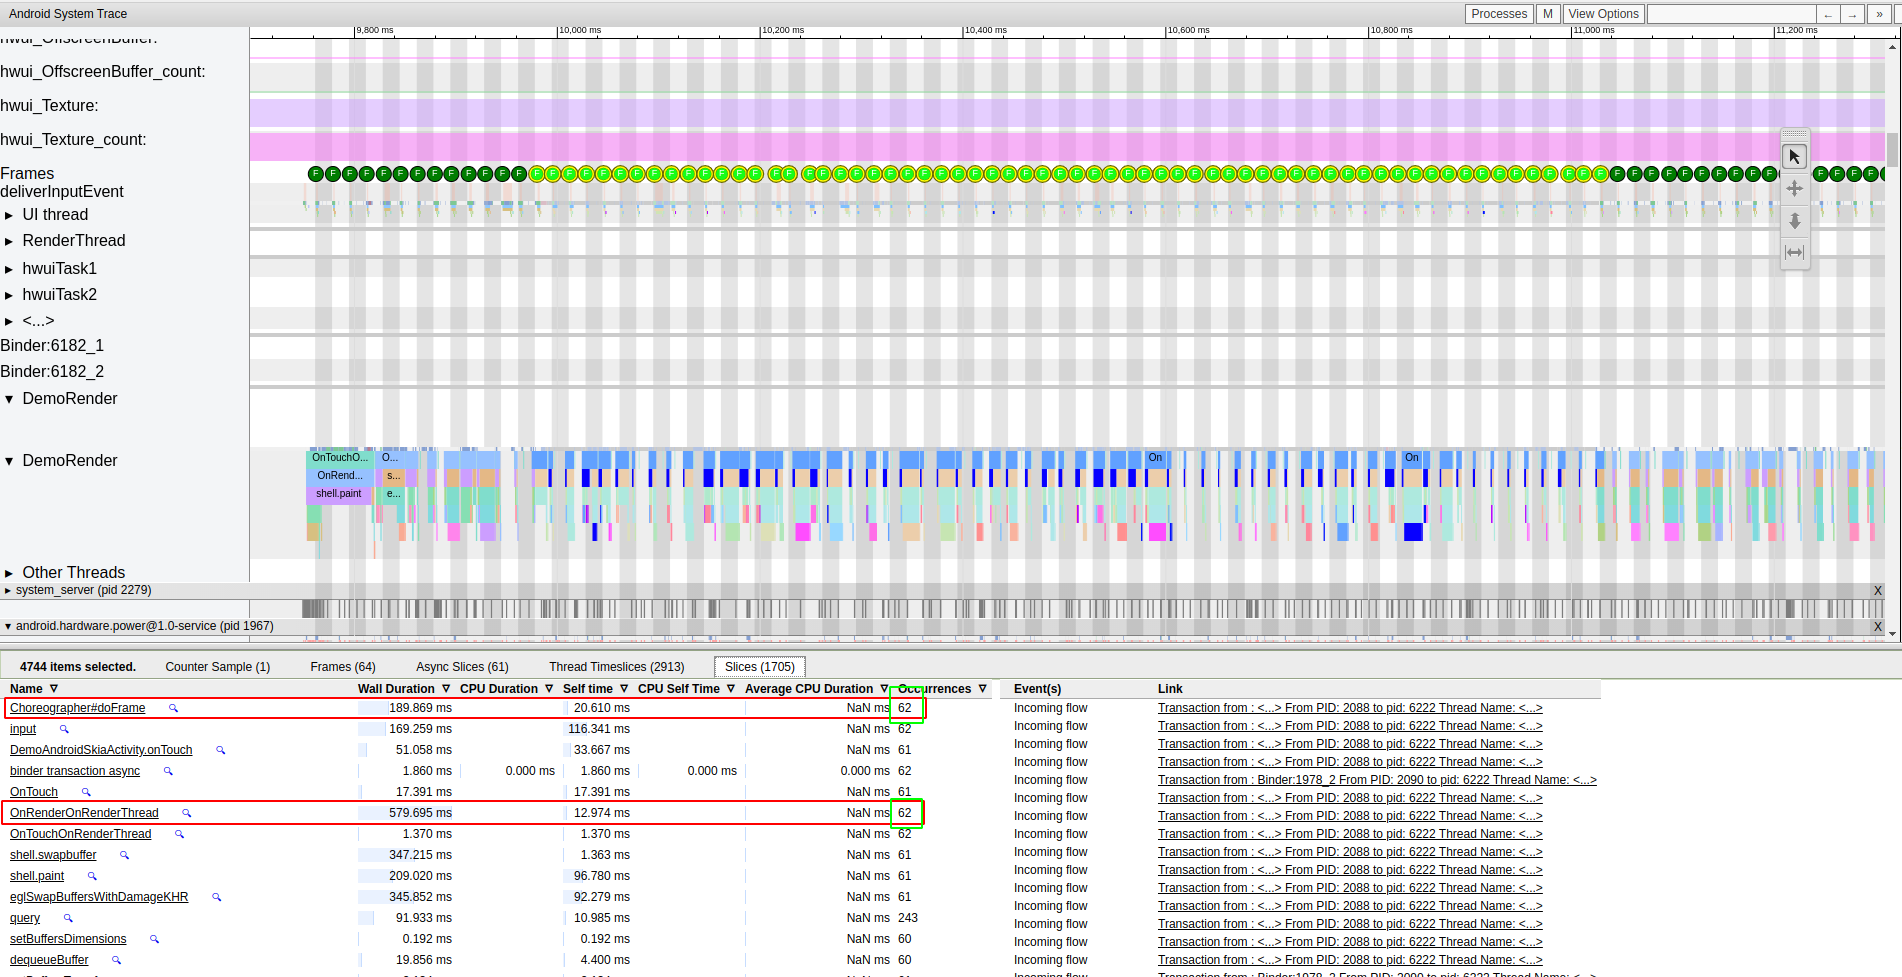 Android System Trace
Processes M View Options ← → »
9,800 ms 10,000 ms 10,200 ms 10,400 ms 10,600 ms 10,800 ms 11,000 ms 11,200 ms
hwui_OffscreenBuffer:
hwui_OffscreenBuffer_count:
hwui_Texture:
hwui_Texture_count:
Frames
deliverInputEvent
UI thread
RenderThread
hwuiTask1
hwuiTask2
<...>
Binder:6182_1
Binder:6182_2
DemoRender
DemoRender
OnTouchO... O... On On
OnRend... s...
shell.paint e...
Other Threads
system_server (pid 2279) X
android.hardware.power@1.0-service (pid 1967) X
4744 items selected. Counter Sample (1) Frames (64) Async Slices (61) Thread Timeslices (2913) Slices (1705)
Name ▽ Wall Duration ▽ CPU Duration ▽ Self time ▽ CPU Self Time ▽ Average CPU Duration ▽ Occurrences ▽ Event(s) Link
Choreographer#doFrame 189.869 ms 20.610 ms NaN ms 62 Incoming flow Transaction from : <...> From PID: 2088 to pid: 6222 Thread Name: <...>
input 169.259 ms 116.341 ms NaN ms 62 Incoming flow Transaction from : <...> From PID: 2088 to pid: 6222 Thread Name: <...>
DemoAndroidSkiaActivity.onTouch 51.058 ms 33.667 ms NaN ms 61 Incoming flow Transaction from : <...> From PID: 2088 to pid: 6222 Thread Name: <...>
Incoming flow Transaction from : <...> From PID: 2088 to pid: 6222 Thread Name: <...>
binder transaction async 1.860 ms 0.000 ms 1.860 ms 0.000 ms 0.000 ms 62 Incoming flow Transaction from : Binder:1978_2 From PID: 2090 to pid: 6222 Thread Name: <...>
OnTouch 17.391 ms 17.391 ms NaN ms 61 Incoming flow Transaction from : <...> From PID: 2088 to pid: 6222 Thread Name: <...>
OnRenderOnRenderThread 579.695 ms 12.974 ms NaN ms 62 Incoming flow Transaction from : <...> From PID: 2088 to pid: 6222 Thread Name: <...>
OnTouchOnRenderThread 1.370 ms 1.370 ms NaN ms 62 Incoming flow Transaction from : <...> From PID: 2088 to pid: 6222 Thread Name: <...>
shell.swapbuffer 347.215 ms 1.363 ms NaN ms 61 Incoming flow Transaction from : <...> From PID: 2088 to pid: 6222 Thread Name: <...>
shell.paint 209.020 ms 96.780 ms NaN ms 61 Incoming flow Transaction from : <...> From PID: 2088 to pid: 6222 Thread Name: <...>
eglSwapBuffersWithDamageKHR 345.852 ms 92.279 ms NaN ms 61 Incoming flow Transaction from : <...> From PID: 2088 to pid: 6222 Thread Name: <...>
query 91.933 ms 10.985 ms NaN ms 243 Incoming flow Transaction from : <...> From PID: 2088 to pid: 6222 Thread Name: <...>
Incoming flow Transaction from : <...> From PID: 2088 to pid: 6222 Thread Name: <...>
setBuffersDimensions 0.192 ms 0.192 ms NaN ms 60 Incoming flow Transaction from : <...> From PID: 2088 to pid: 6222 Thread Name: <...>
dequeueBuffer 19.856 ms 4.400 ms NaN ms 60 Incoming flow Transaction from : <...> From PID: 2088 to pid: 6222 Thread Name: <...>
Incoming flow Transaction from : Binder:1978_2 From PID: 2090 to pid: 6222 Thread Name: <...>